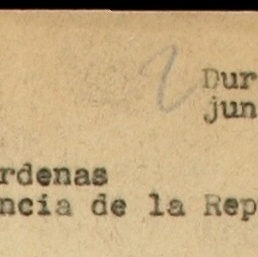 Dur
jun
rdenas
ncia de la Rep